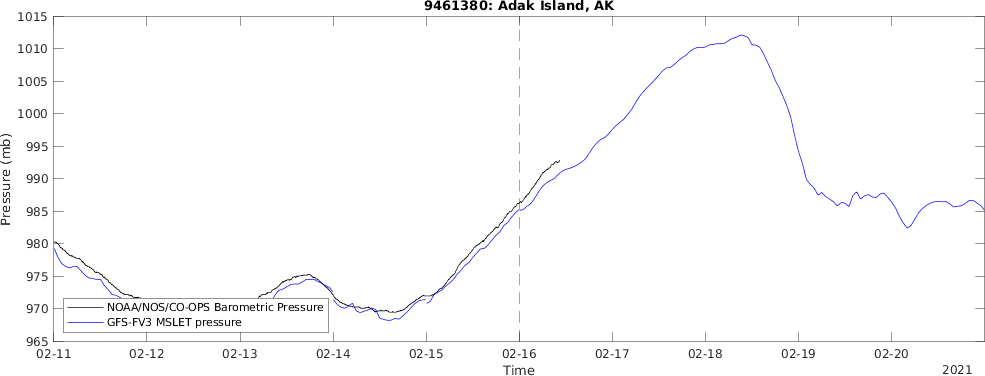 9461380: Adak Island, AK
1015
1010
1005
1000
995
990
985
980
975
970
965
Pressure (mb)
NOAA/NOS/CO-OPS Barometric Pressure
GFS-FV3 MSLET pressure
02-11 02-12 02-13 02-14 02-15 02-16 02-17 02-18 02-19 02-20
Time
2021